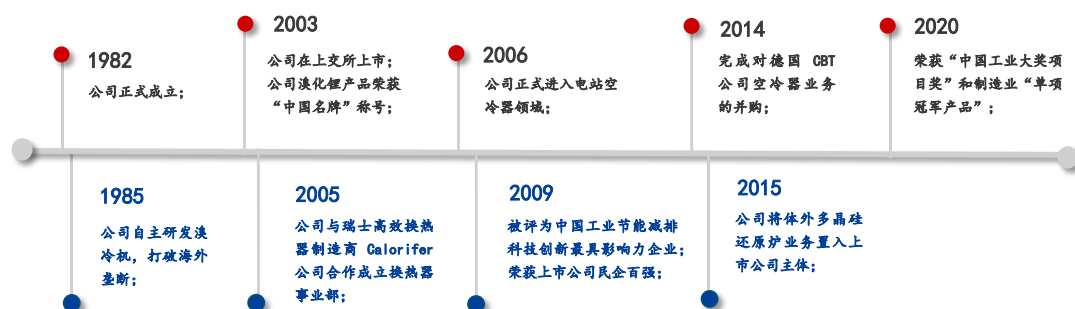 1982
公司正式成立；
2003
公司在上交所上市；
公司溴化锂产品荣获
“中国名牌”称号；
2006
公司正式进入电站空
冷器领域；
2014
完成对德国 GBT
公司空冷器业务
的并购；
2020
荣获“中国工业大奖项
目奖”和制造业“单项
冠军产品”；
1985
公司自主研发溴
冷机，打破海外
垄断；
2005
公司与瑞士高效换热
器制造商 Calorifer
公司合作成立换热器
事业部；
2009
被评为中国工业节能减排
科技创新最具影响力企业；
荣获上市公司民企百强；
2015
公司将体外多晶硅
还原炉业务置入上
市公司主体；